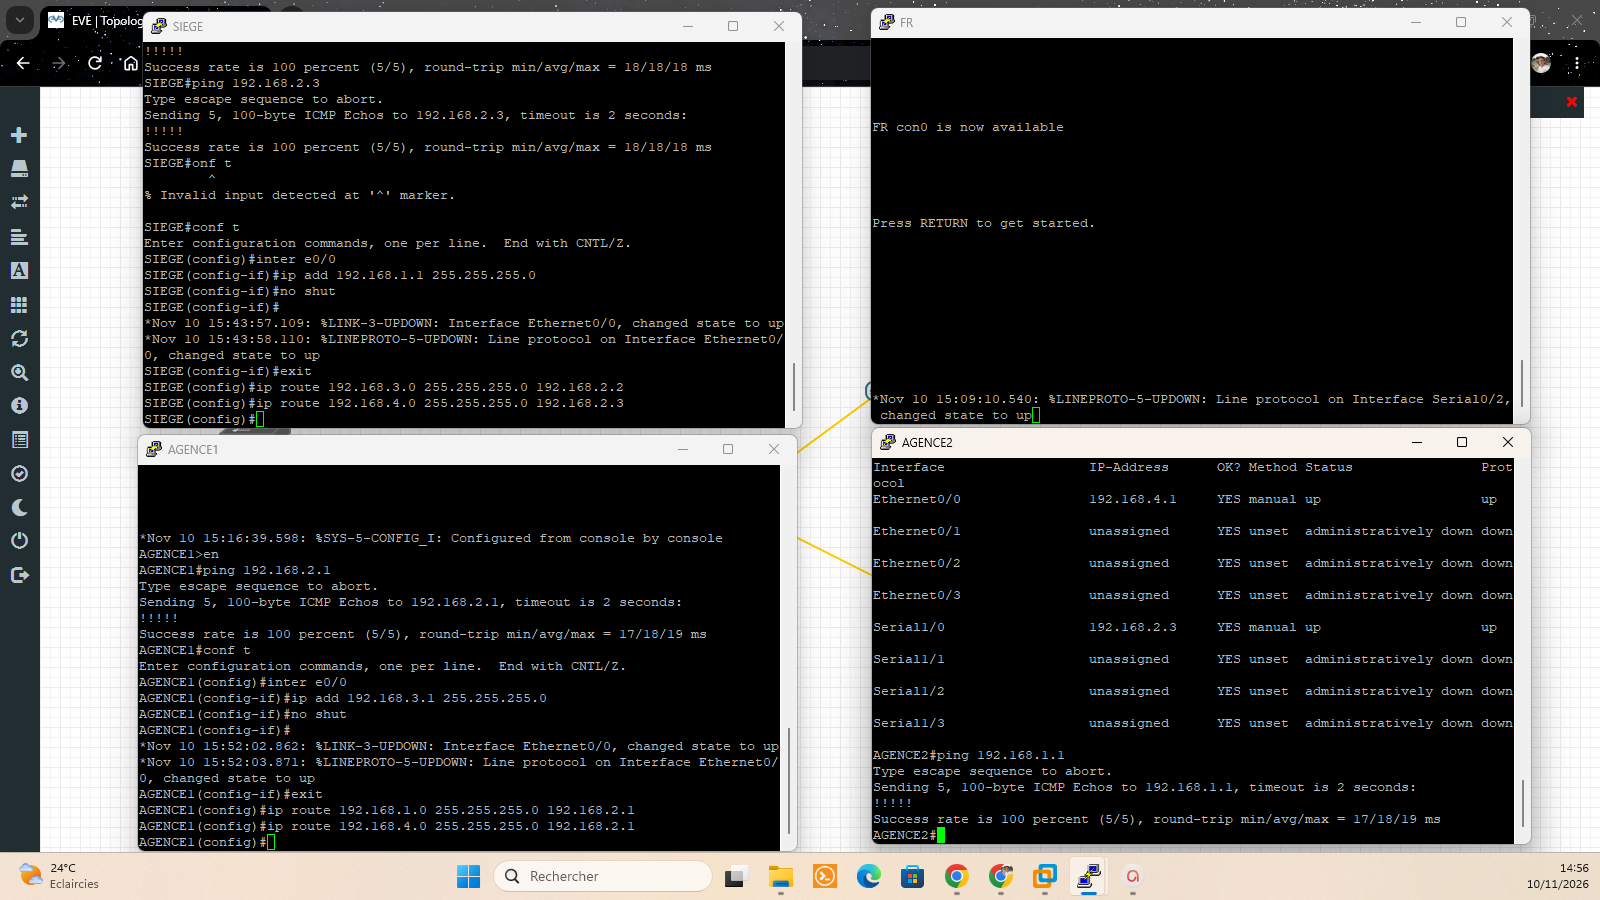 EVE | Topolog
SIEGE
!!!!!
Success rate is 100 percent (5/5), round-trip min/avg/max = 18/18/18 ms
SIEGE#ping 192.168.2.3
Type escape sequence to abort.
Sending 5, 100-byte ICMP Echos to 192.168.2.3, timeout is 2 seconds:
!!!!!
Success rate is 100 percent (5/5), round-trip min/avg/max = 18/18/18 ms
SIEGE#onf t
^
% Invalid input detected at '^' marker.
SIEGE#conf t
Enter configuration commands, one per line.  End with CNTL/Z.
SIEGE(config)#inter e0/0
SIEGE(config-if)#ip add 192.168.1.1 255.255.255.0
SIEGE(config-if)#no shut
SIEGE(config-if)#
*Nov 10 15:43:57.109: %LINK-3-UPDOWN: Interface Ethernet0/0, changed state to up
*Nov 10 15:43:58.110: %LINEPROTO-5-UPDOWN: Line protocol on Interface Ethernet0/
0, changed state to up
SIEGE(config-if)#exit
SIEGE(config)#ip route 192.168.3.0 255.255.255.0 192.168.2.2
SIEGE(config)#ip route 192.168.4.0 255.255.255.0 192.168.2.3
SIEGE(config)#
FR
FR con0 is now available
Press RETURN to get started.
*Nov 10 15:09:10.540: %LINEPROTO-5-UPDOWN: Line protocol on Interface Serial0/2,
changed state to up
AGENCE1
*Nov 10 15:16:39.598: %SYS-5-CONFIG_I: Configured from console by console
AGENCE1>en
AGENCE1#ping 192.168.2.1
Type escape sequence to abort.
Sending 5, 100-byte ICMP Echos to 192.168.2.1, timeout is 2 seconds:
!!!!!
Success rate is 100 percent (5/5), round-trip min/avg/max = 17/18/19 ms
AGENCE1#conf t
Enter configuration commands, one per line.  End with CNTL/Z.
AGENCE1(config)#inter e0/0
AGENCE1(config-if)#ip add 192.168.3.1 255.255.255.0
AGENCE1(config-if)#no shut
AGENCE1(config-if)#
*Nov 10 15:52:02.862: %LINK-3-UPDOWN: Interface Ethernet0/0, changed state to up
*Nov 10 15:52:03.871: %LINEPROTO-5-UPDOWN: Line protocol on Interface Ethernet0/
0, changed state to up
AGENCE1(config-if)#exit
AGENCE1(config)#ip route 192.168.1.0 255.255.255.0 192.168.2.1
AGENCE1(config)#ip route 192.168.4.0 255.255.255.0 192.168.2.1
AGENCE1(config)#
AGENCE2
Interface IP-Address OK? Method Status Prot
ocol
Ethernet0/0 192.168.4.1 YES manual up up
Ethernet0/1 unassigned YES unset administratively down down
Ethernet0/2 unassigned YES unset administratively down down
Ethernet0/3 unassigned YES unset administratively down down
Serial1/0 192.168.2.3 YES manual up up
Serial1/1 unassigned YES unset administratively down down
Serial1/2 unassigned YES unset administratively down down
Serial1/3 unassigned YES unset administratively down down
AGENCE2#ping 192.168.1.1
Type escape sequence to abort.
Sending 5, 100-byte ICMP Echos to 192.168.1.1, timeout is 2 seconds:
!!!!!
Success rate is 100 percent (5/5), round-trip min/avg/max = 17/18/19 ms
AGENCE2#
24°C
Eclaircies
Rechercher
14:56
10/11/2026